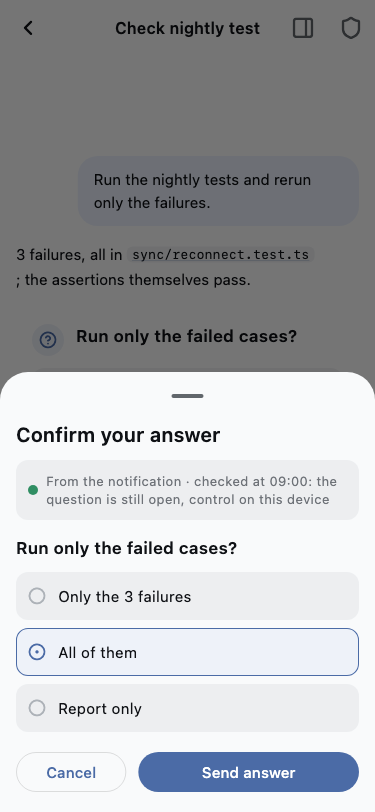 Check nightly test
Run the nightly tests and rerun
only the failures.
3 failures, all in sync/reconnect.test.ts
; the assertions themselves pass.
Run only the failed cases?
Confirm your answer
From the notification · checked at 09:00: the
question is still open, control on this device
Run only the failed cases?
Only the 3 failures
All of them
Report only
Cancel
Send answer